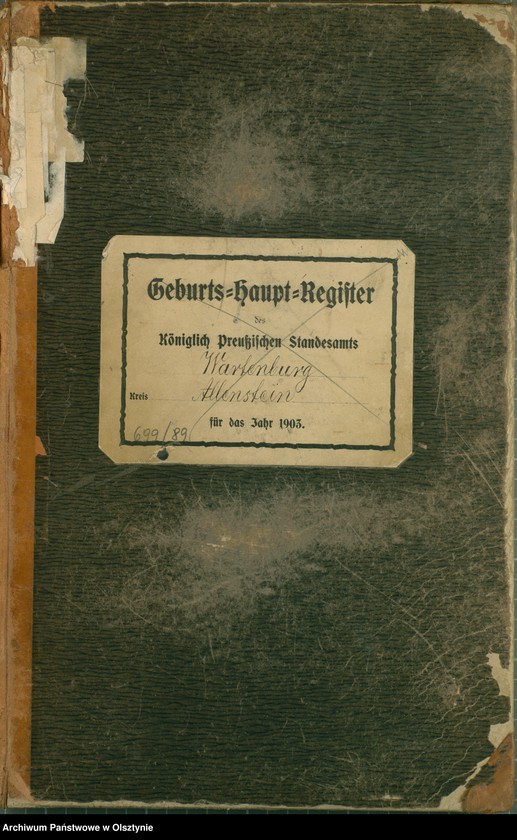 Geburts=Haupt=Register
des
Königlich Preußischen Standesamts
Wartenburg
Kreis Allenstein
für das Jahr 1903.
699/89
Archiwum Państwowe w Olsztynie